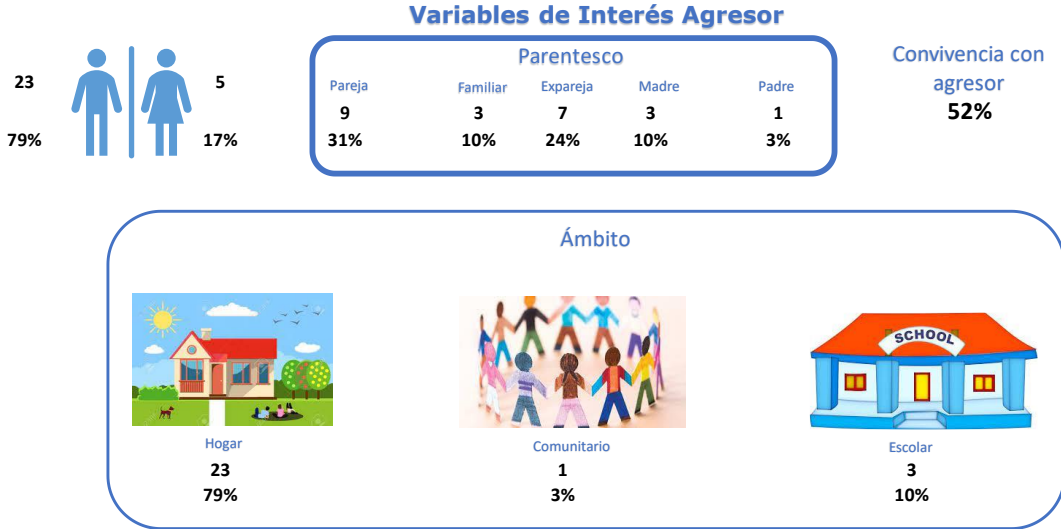 Variables de Interés Agresor
23
5
79%
17%
Parentesco
Pareja Familiar Expareja Madre Padre
9 3 7 3 1
31% 10% 24% 10% 3%
Convivencia con
agresor
52%
Ámbito
SCHOOL
Hogar Comunitario Escolar
23 1 3
79% 3% 10%